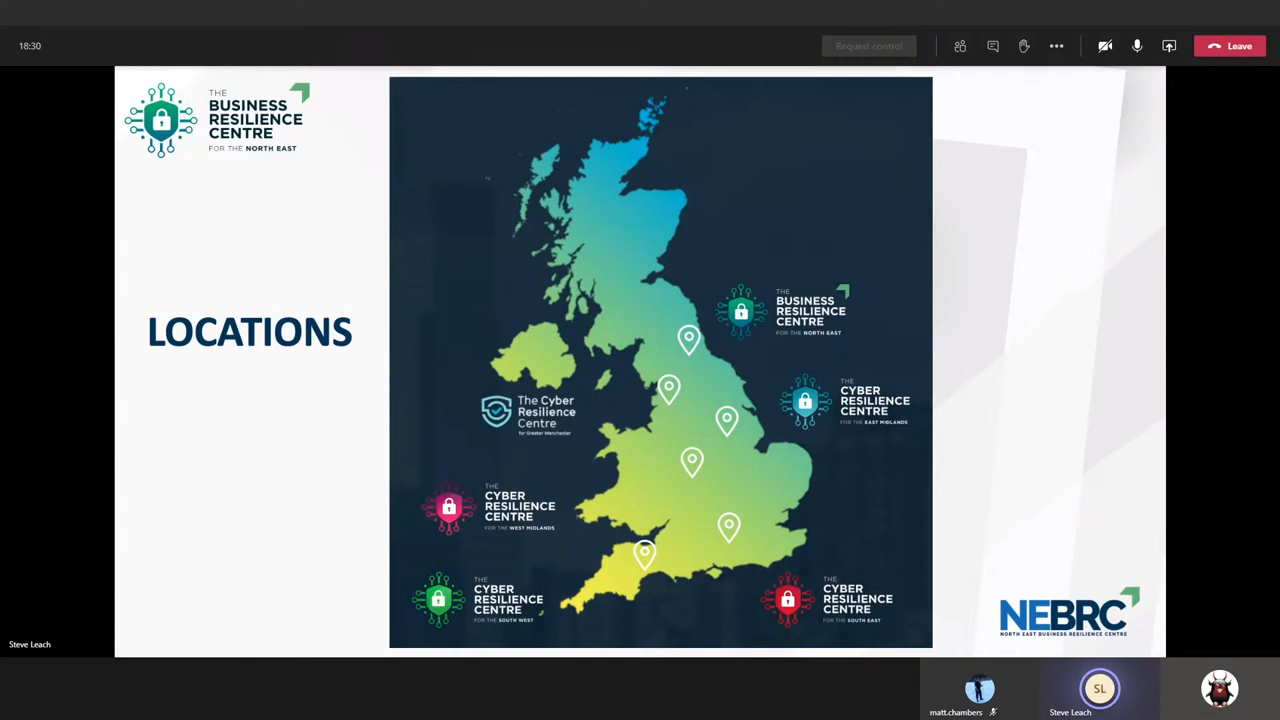 18:30
Request control
Leave
THE
BUSINESS
RESILIENCE
CENTRE
FOR THE NORTH EAST
LOCATIONS
THE
BUSINESS
RESILIENCE
CENTRE
FOR THE NORTH EAST
THE
CYBER
RESILIENCE
CENTRE
FOR THE EAST MIDLANDS
The Cyber
Resilience
Centre
for Greater Manchester
THE
CYBER
RESILIENCE
CENTRE
FOR THE WEST MIDLANDS
THE
CYBER
RESILIENCE
CENTRE
FOR THE SOUTH WEST
THE
CYBER
RESILIENCE
CENTRE
FOR THE SOUTH EAST
NEBRC
NORTH EAST BUSINESS RESILIENCE CENTRE
Steve Leach
SL
matt.chambers
Steve Leach